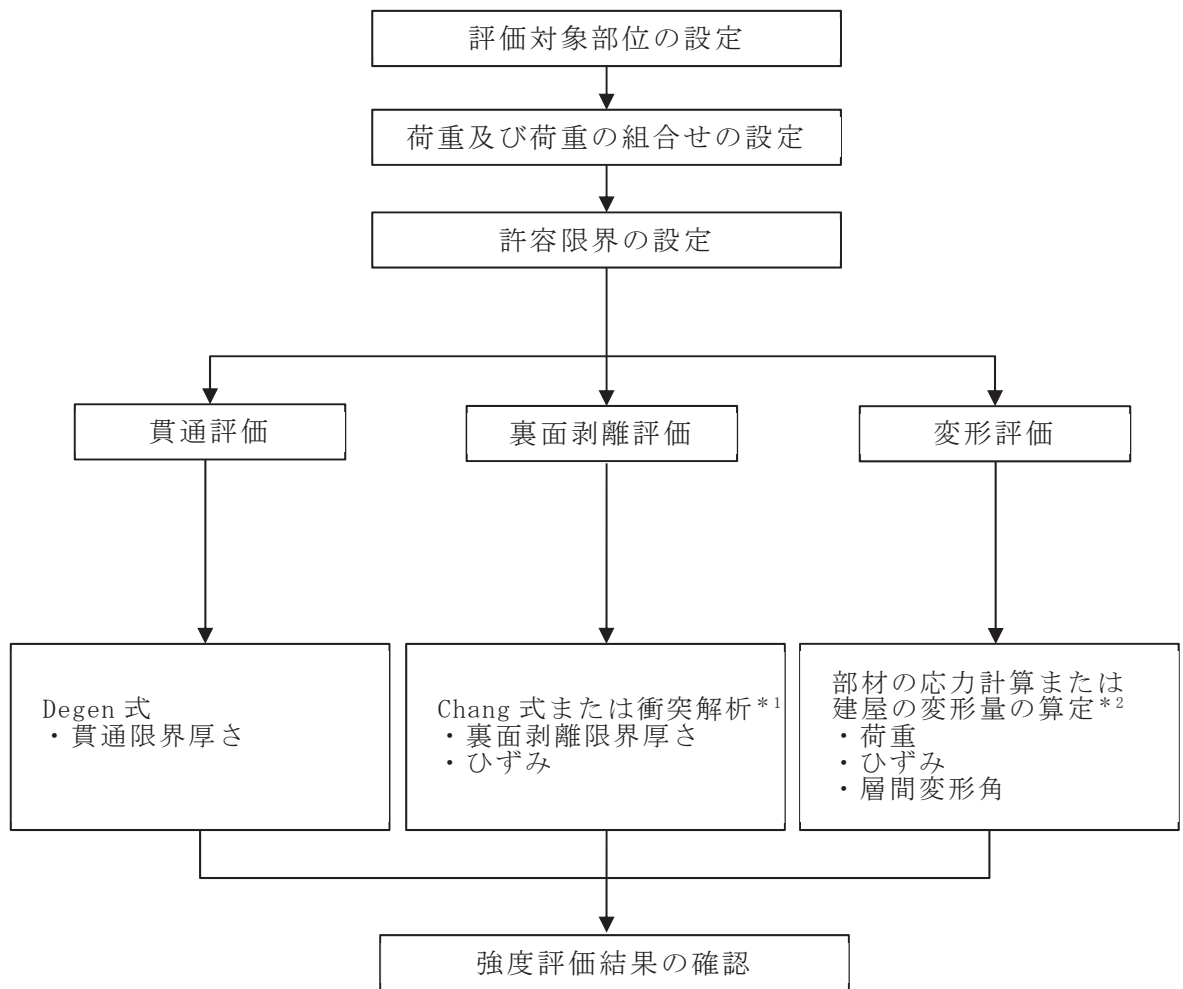 評価対象部位の設定
荷重及び荷重の組合せの設定
許容限界の設定
貫通評価
裏面剥離評価
変形評価
Degen 式
・貫通限界厚さ
Chang 式または衝突解析*1
・裏面剥離限界厚さ
・ひずみ
部材の応力計算または
建屋の変形量の算定*2
・荷重
・ひずみ
・層間変形角
強度評価結果の確認